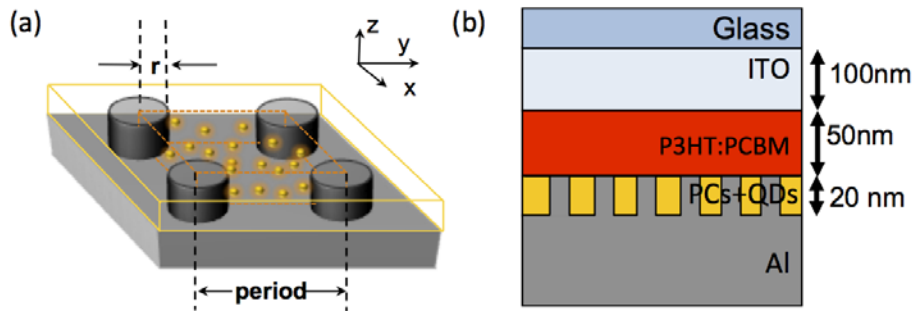 (a)
r
z
y
x
period
(b)
Glass
ITO
100nm
P3HT:PCBM
50nm
PCs+QDs
20 nm
Al